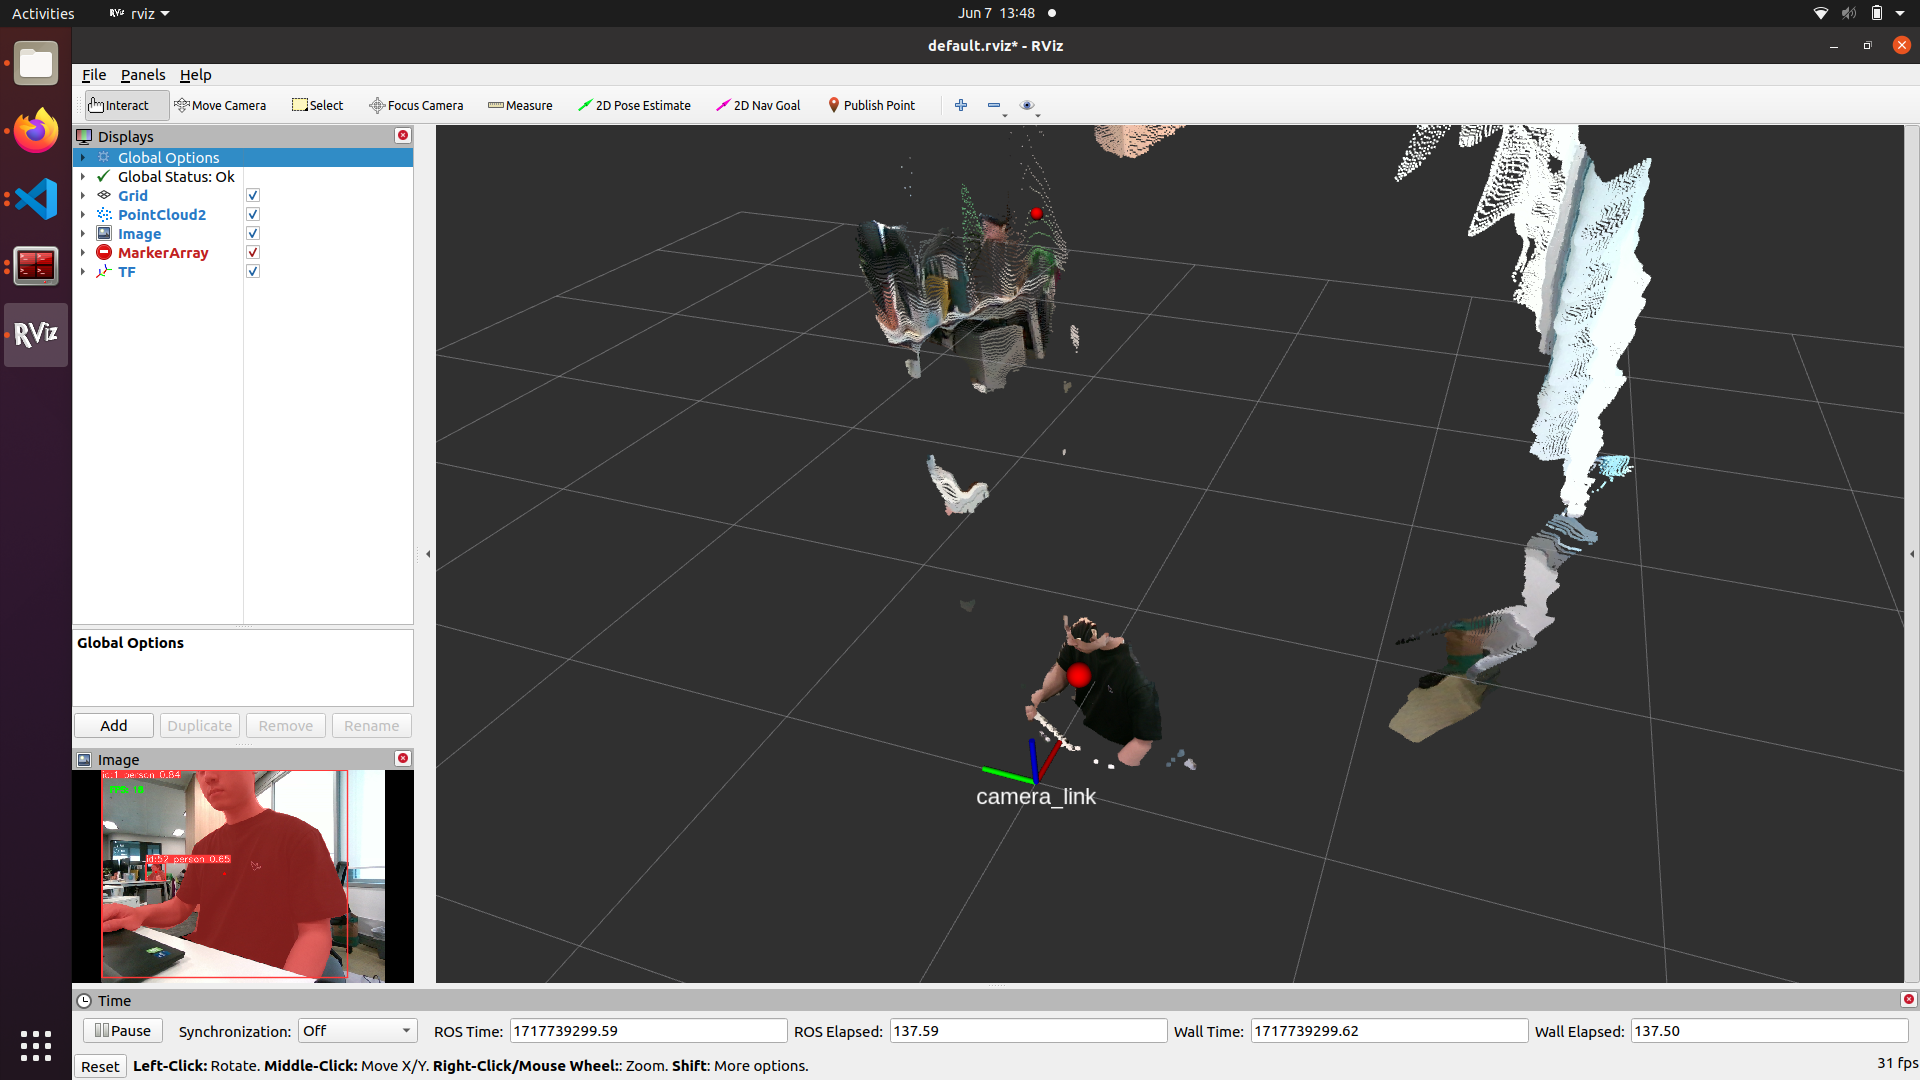 Activities
rviz
Jun 7 13:48
default.rviz* - RViz
File Panels Help
Interact Move Camera Select Focus Camera Measure 2D Pose Estimate 2D Nav Goal Publish Point
Displays
Global Options
Global Status: Ok
Grid
PointCloud2
Image
MarkerArray
TF
RViz
Global Options
Add Duplicate Remove Rename
Image
id:1 person 0.84
FPS: 18
id:52 person 0.65
camera_link
Time
Pause Synchronization: Off ROS Time: 1717739299.59 ROS Elapsed: 137.59 Wall Time: 1717739299.62 Wall Elapsed: 137.50
Reset Left-Click: Rotate. Middle-Click: Move X/Y. Right-Click/Mouse Wheel:: Zoom. Shift: More options. 31 fps